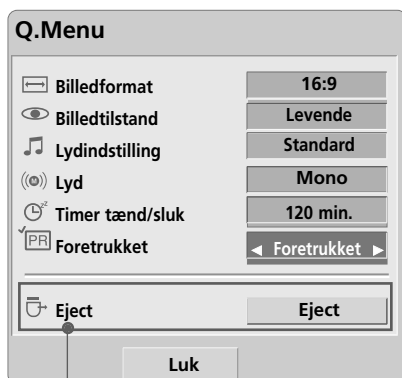 Q.Menu
Billedformat 16:9
Billedtilstand Levende
Lydindstilling Standard
Lyd Mono
Timer tænd/sluk 120 min.
PR Foretrukket ◄ Foretrukket ►
Eject Eject
Luk